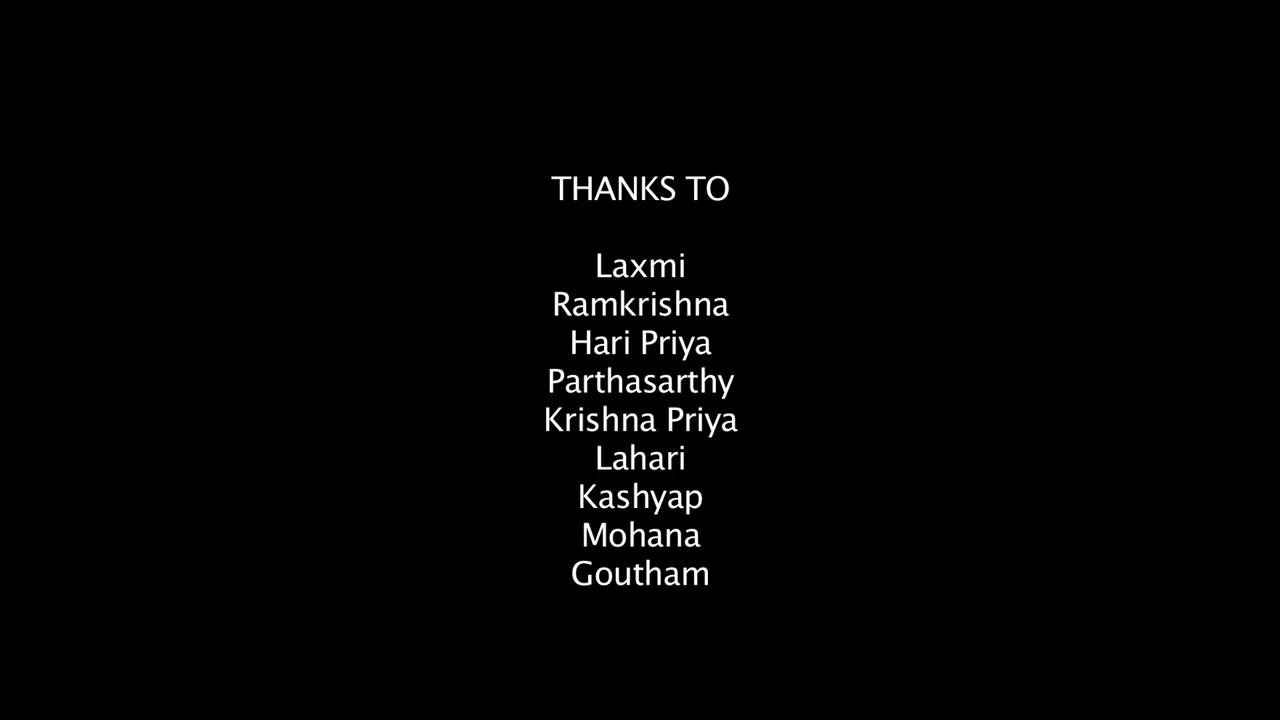 THANKS TO
Laxmi
Ramkrishna
Hari Priya
Parthasarthy
Krishna Priya
Lahari
Kashyap
Mohana
Goutham